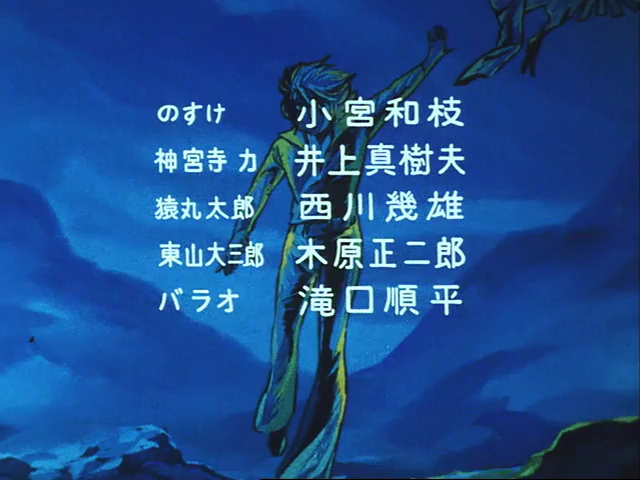 のすけ 小宮和枝
神宮寺 力 井上真樹夫
猿丸太郎 西川幾雄
東山大三郎 木原正二郎
バラオ 滝口順平